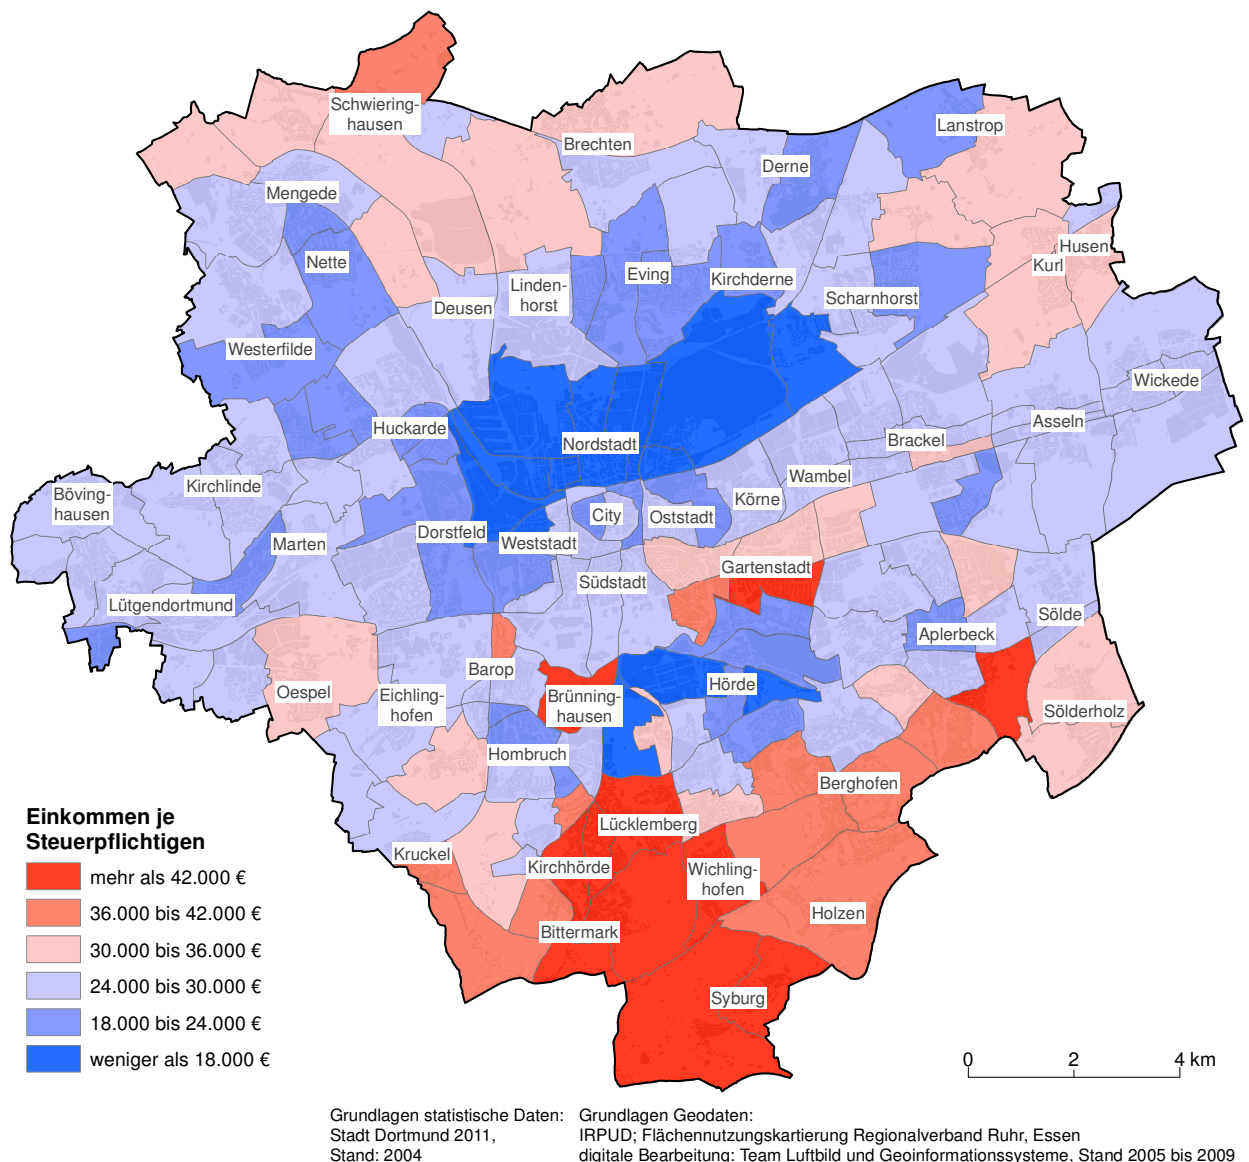 Schwiering-
hausen
Brechten
Lanstrop
Derne
Mengede
Husen
Nette
Kurl
Eving
Kirchderne
Linden-
horst
Scharnhorst
Deusen
Westerfilde
Wickede
Asseln
Huckarde
Nordstadt
Brackel
Wambel
Kirchlinde
Böving-
hausen
Körne
City
Oststadt
Dorstfeld
Weststadt
Marten
Gartenstadt
Südstadt
Lütgendortmund
Sölde
Aplerbeck
Barop
Hörde
Oespel
Eichling-
hofen
Brünning-
hausen
Sölderholz
Hombruch
Berghofen
Lücklemberg
Kruckel
Kirchhörde
Wichling-
hofen
Holzen
Bittermark
Syburg
Einkommen je
Steuerpflichtigen
mehr als 42.000 €
36.000 bis 42.000 €
30.000 bis 36.000 €
24.000 bis 30.000 €
18.000 bis 24.000 €
weniger als 18.000 €
0 2 4 km
Grundlagen statistische Daten:
Stadt Dortmund 2011,
Stand: 2004
Grundlagen Geodaten:
IRPUD; Flächennutzungskartierung Regionalverband Ruhr, Essen
digitale Bearbeitung: Team Luftbild und Geoinformationssysteme, Stand 2005 bis 2009